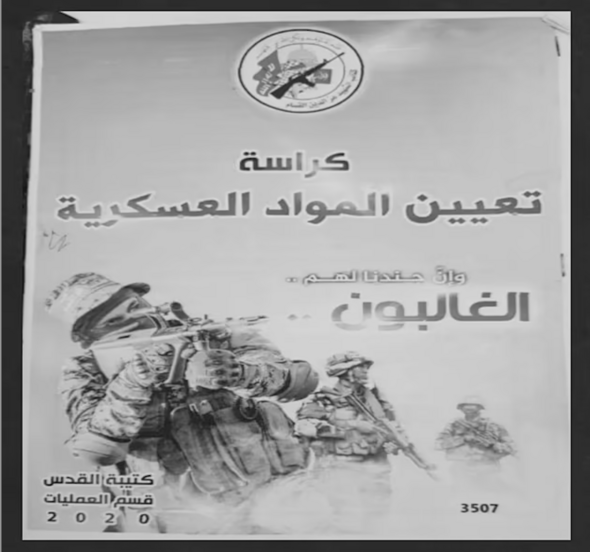 كراسة
تعيين المواد العسكرية
وإنّ جندنا لهم ..
الغالبون ..
كتيبة القدس
قسم العمليات
2020
3507